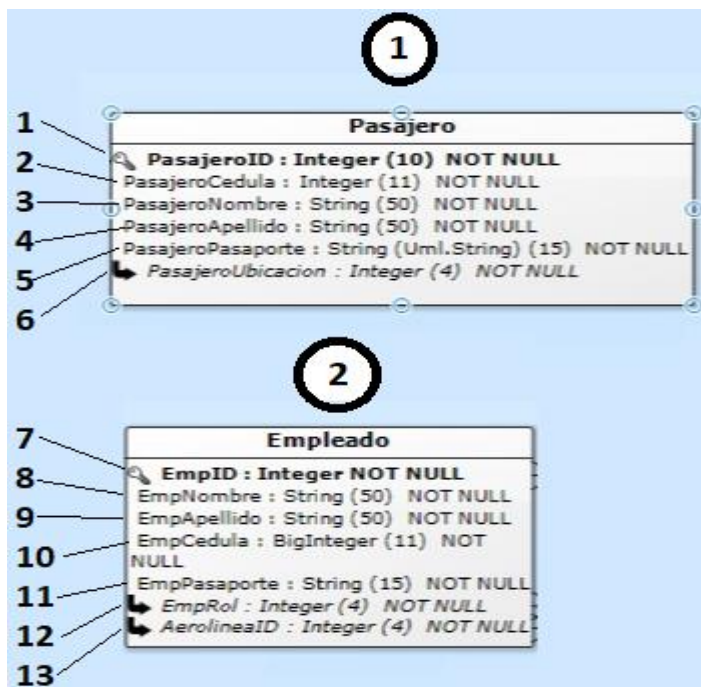 1
Pasajero
1 PasajeroID : Integer (10) NOT NULL
2 PasajeroCedula : Integer (11) NOT NULL
3 PasajeroNombre : String (50) NOT NULL
4 PasajeroApellido : String (50) NOT NULL
5 PasajeroPasaporte : String (Uml.String) (15) NOT NULL
6 PasajeroUbicacion : Integer (4) NOT NULL
2
Empleado
7 EmpID : Integer NOT NULL
8 EmpNombre : String (50) NOT NULL
9 EmpApellido : String (50) NOT NULL
10 EmpCedula : BigInteger (11) NOT
NULL
11 EmpPasaporte : String (15) NOT NULL
12 EmpRol : Integer (4) NOT NULL
13 AerolineaID : Integer (4) NOT NULL